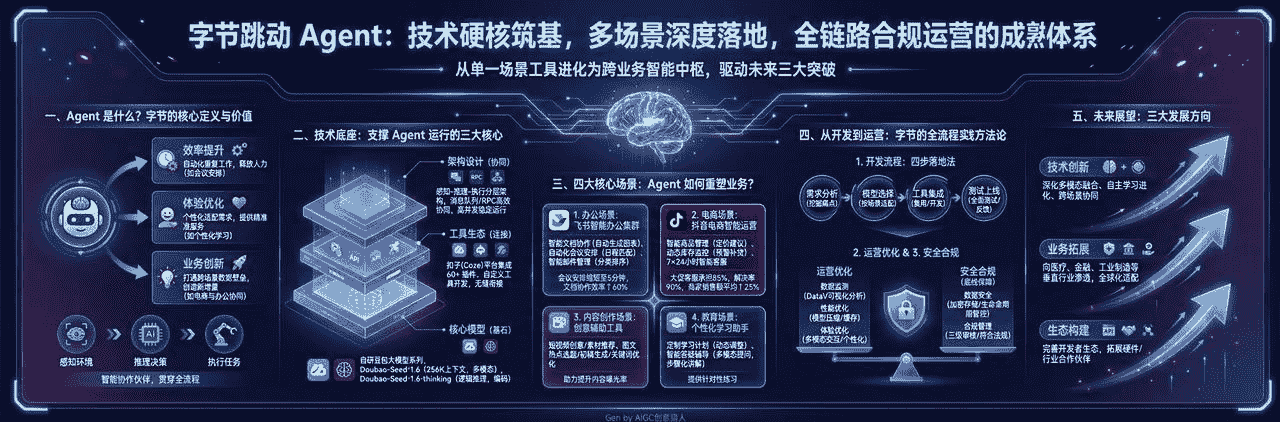 字节跳动 Agent：技术硬核筑基，多场景深度落地，全链路合规运营的成熟体系
从单一场景工具进化为跨业务智能中枢，驱动未来三大突破
一、Agent 是什么？字节的核心定义与价值
效率提升
自动化重复工作，释放人力
（如会议安排）
体验优化
个性化适配需求，提供精准
准服务
（如个性化学习）
业务创新
打通跨场景数据壁垒，
创造新增量
（如电商与办公协同）
AI
感知环境
推理决策
执行任务
智能协作伙伴，贯穿全流程
二、技术底座：支撑 Agent 运行的三大核心
架构设计（协同）
RPC
感知-推理-执行分层架
构，消息队列/RPC高效
协同，高并发稳定运行
工具生态（连接）
扣子(Coze)平台集成
60+ 插件，自定义工
具开发，无缝衔接
API
核心模型（基石）
自研豆包大模型系列，
Doubao-Seed-1.6 (256K上下文，多模态)，
Doubao-Seed-1.6-thinking（逻辑推理，编码）
三、四大核心场景：Agent 如何重塑业务？
1. 办公场景：
飞书智能办公集群
智能文档协作（自动生成图表）、
自动化会议安排（日程匹配）、
智能邮件管理（分类排序）
会议安排缩短至5分钟，
文档协作效率↑60%
2. 电商场景：
抖音电商智能运营
智能商品管理（定价建议）、
动态库存监控（预警补货）、
7×24小时智能客服
大促客服承担85%，解决率
90%，商家销售额平均↑25%
3. 内容创作场景：
创意辅助工具
短视频创意/素材推荐、图文
热点选题/初稿生成/关键词优
化
助力提升内容曝光率
4. 教育场景：
个性化学习助手
定制学习计划（动态调整）、
智能答疑辅导（多模态提问，
步骤化讲解）
提供针对性练习
四、从开发到运营：字节的全流程实践方法论
1. 开发流程：四步落地法
需求分析
（挖掘痛点）
模型选择
（按场景适配）
工具集成
（复用/开发）
测试上线
（全面测试/
反馈）
2. 运营优化 & 3. 安全合规
运营优化
数据监测
（DataV可视化分析）
性能优化
（模型压缩/缓存）
体验优化
（多模态交互/个性化）
安全合规
（底线保障）
数据安全
（加密存储/生命金周
用管控）
合规管理
（三级审核/符合法规）
五、未来展望：三大发展方向
技术创新
深化多模态融合、自主学习进
化、跨场景协同
业务拓展
向医疗、金融、工业制造等
垂直行业渗透，全球化适配
生态构建
API
完善开发者生态，拓展硬件/
行业合作伙伴
Gen by AIGC创意猎人